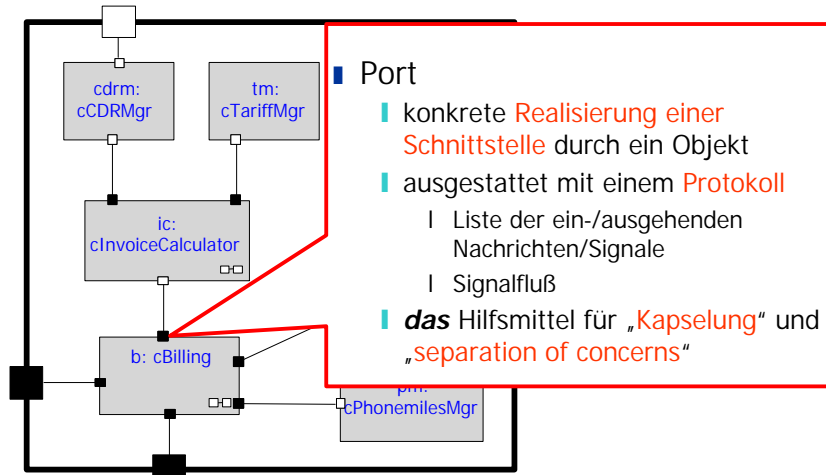 cdrm:
cCDRMgr
tm:
cTariffMgr
ic:
cInvoiceCalculator
b: cBilling
pm:
cPhonemilesMgr
Port
konkrete Realisierung einer
Schnittstelle durch ein Objekt
ausgestattet mit einem Protokoll
l Liste der ein-/ausgehenden
Nachrichten/Signale
l Signalfluß
das Hilfsmittel für „Kapselung“ und
„separation of concerns“